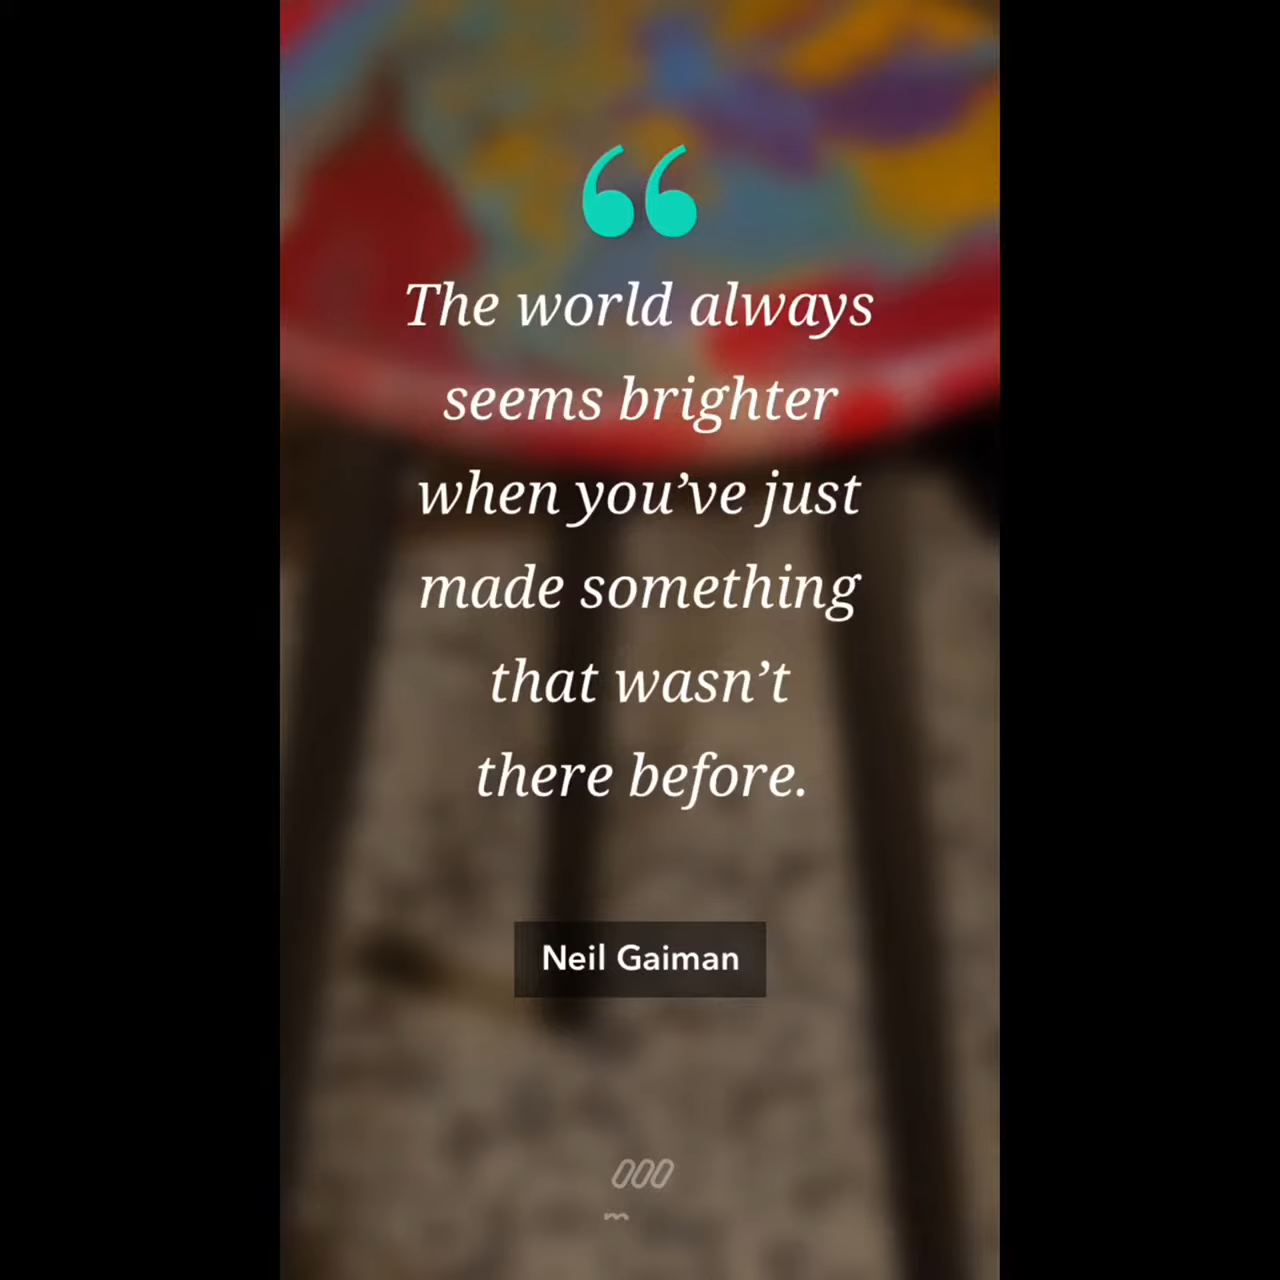 “
The world always
seems brighter
when you’ve just
made something
that wasn’t
there before.
Neil Gaiman